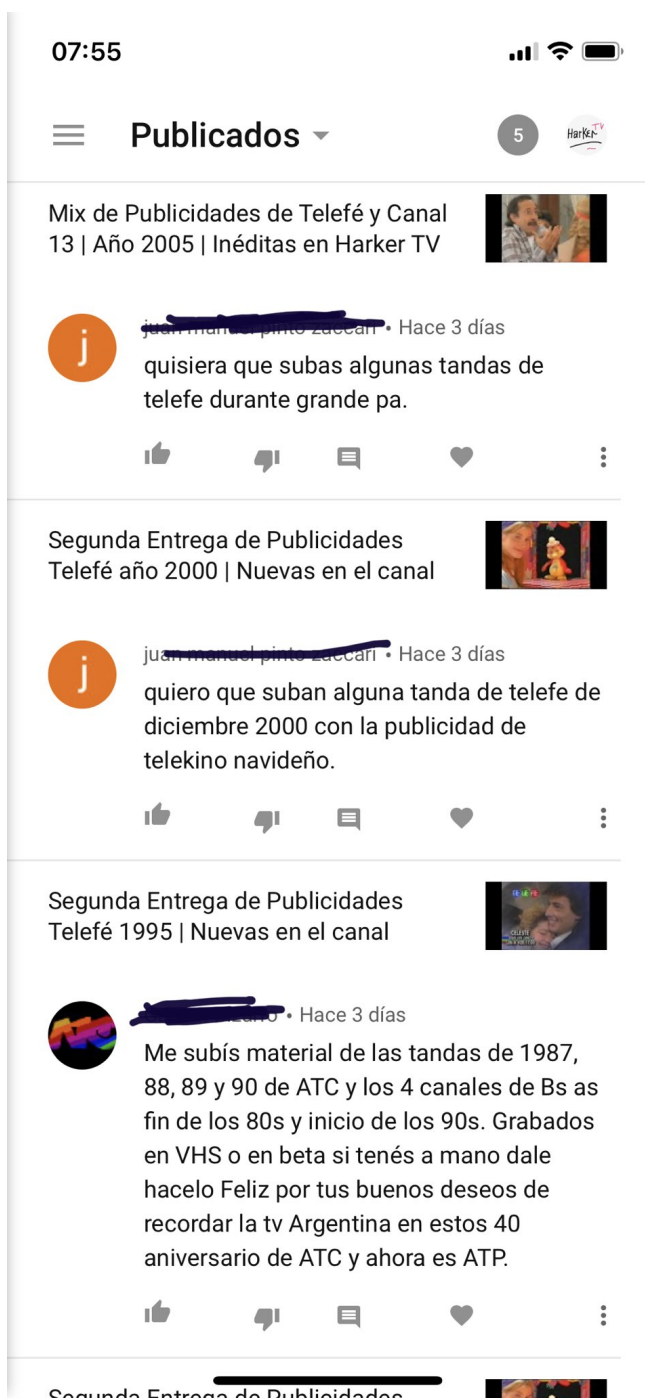 07:55
Publicados
5
Harker TV
Mix de Publicidades de Telefé y Canal
13 | Año 2005 | Inéditas en Harker TV
j
• Hace 3 días
quisiera que subas algunas tandas de
telefe durante grande pa.
Segunda Entrega de Publicidades
Telefé año 2000 | Nuevas en el canal
j
• Hace 3 días
quiero que suban alguna tanda de telefe de
diciembre 2000 con la publicidad de
telekino navideño.
Segunda Entrega de Publicidades
Telefé 1995 | Nuevas en el canal
TELEFE
• Hace 3 días
Me subís material de las tandas de 1987,
88, 89 y 90 de ATC y los 4 canales de Bs as
fin de los 80s y inicio de los 90s. Grabados
en VHS o en beta si tenés a mano dale
hacelo Feliz por tus buenos deseos de
recordar la tv Argentina en estos 40
aniversario de ATC y ahora es ATP.
Segunda Entrega de Publicidades